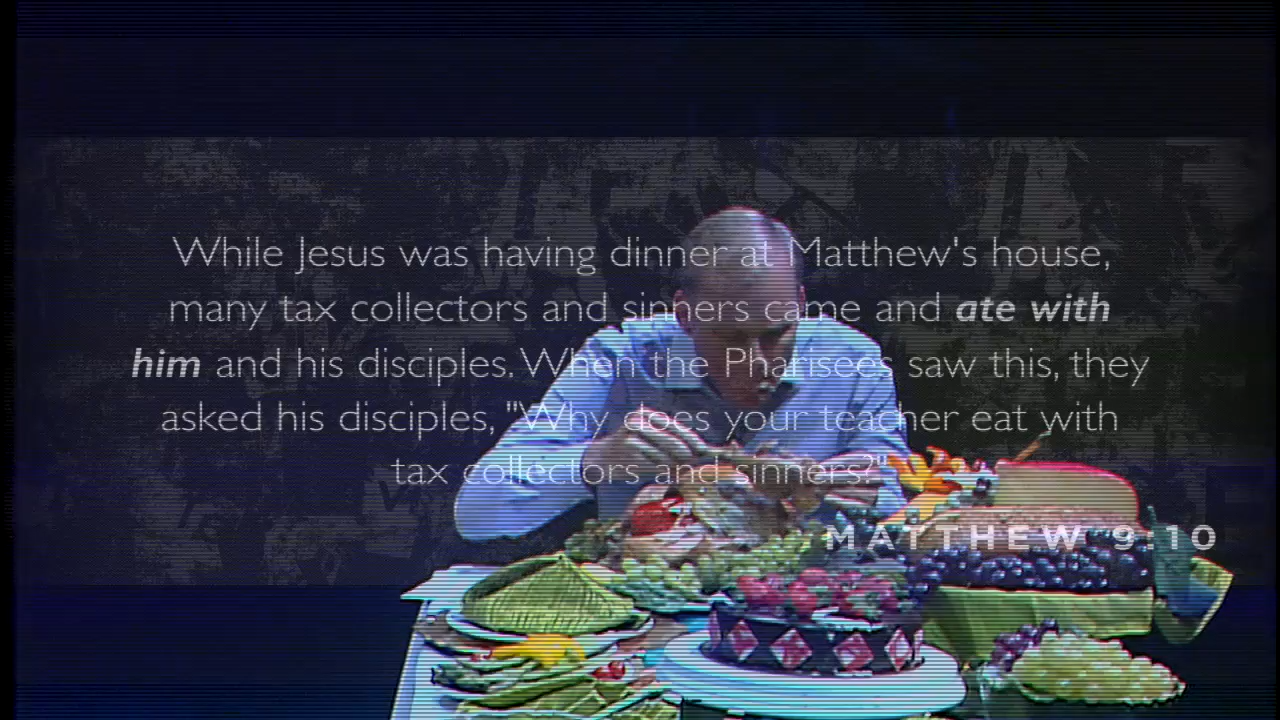 While Jesus was having dinner at Matthew's house,
many tax collectors and sinners came and ate with
him and his disciples. When the Pharisees saw this, they
asked his disciples, "Why does your teacher eat with
tax collectors and sinners?"
MATTHEW 9:10